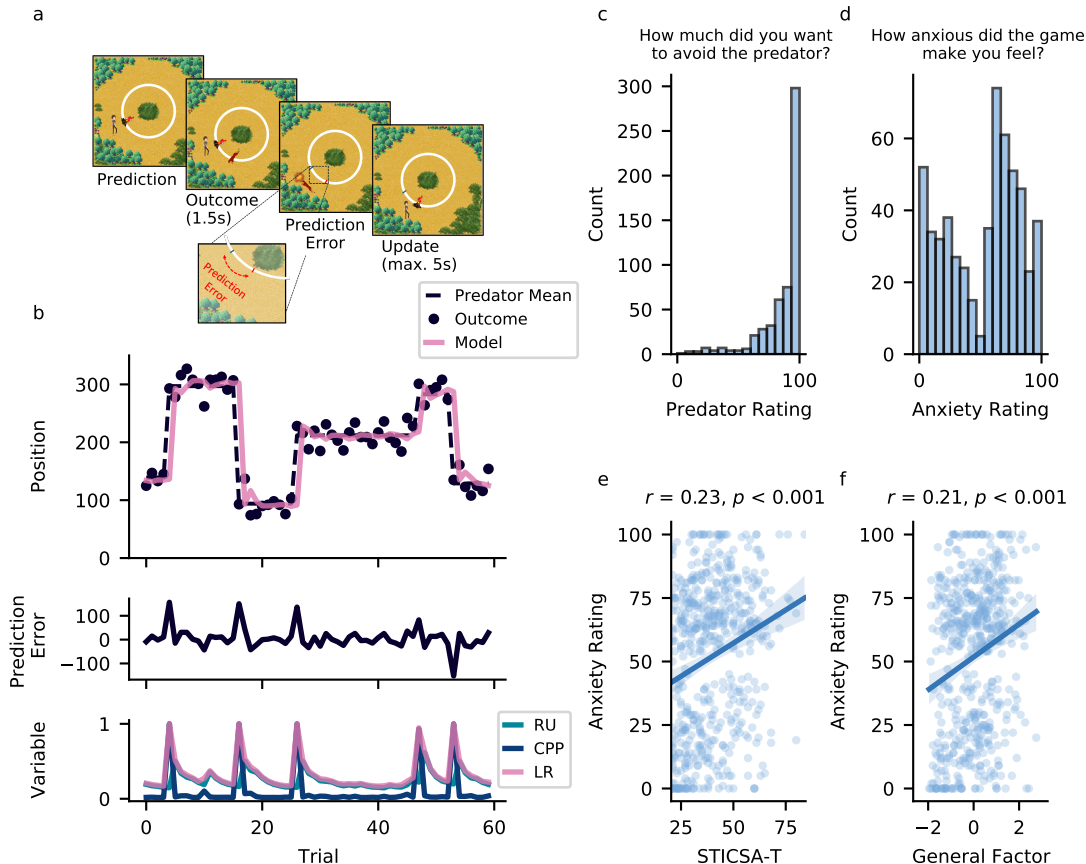 a
Prediction
Outcome
(1.5s)
Prediction
Error
Update
(max. 5s)
Prediction
Error
b
Predator Mean
Outcome
Model
Position
300
200
100
0
Prediction
Error
100
0
−100
Variable
1
0
RU
CPP
LR
0
20
40
60
Trial
c
How much did you want
to avoid the predator?
Count
300
250
200
150
100
50
0
0
100
Predator Rating
d
How anxious did the game
make you feel?
Count
60
40
20
0
0
100
Anxiety Rating
e
r = 0.23, p < 0.001
Anxiety Rating
100
75
50
25
0
25
50
75
STICSA-T
f
r = 0.21, p < 0.001
Anxiety Rating
100
75
50
25
0
−2
0
2
General Factor